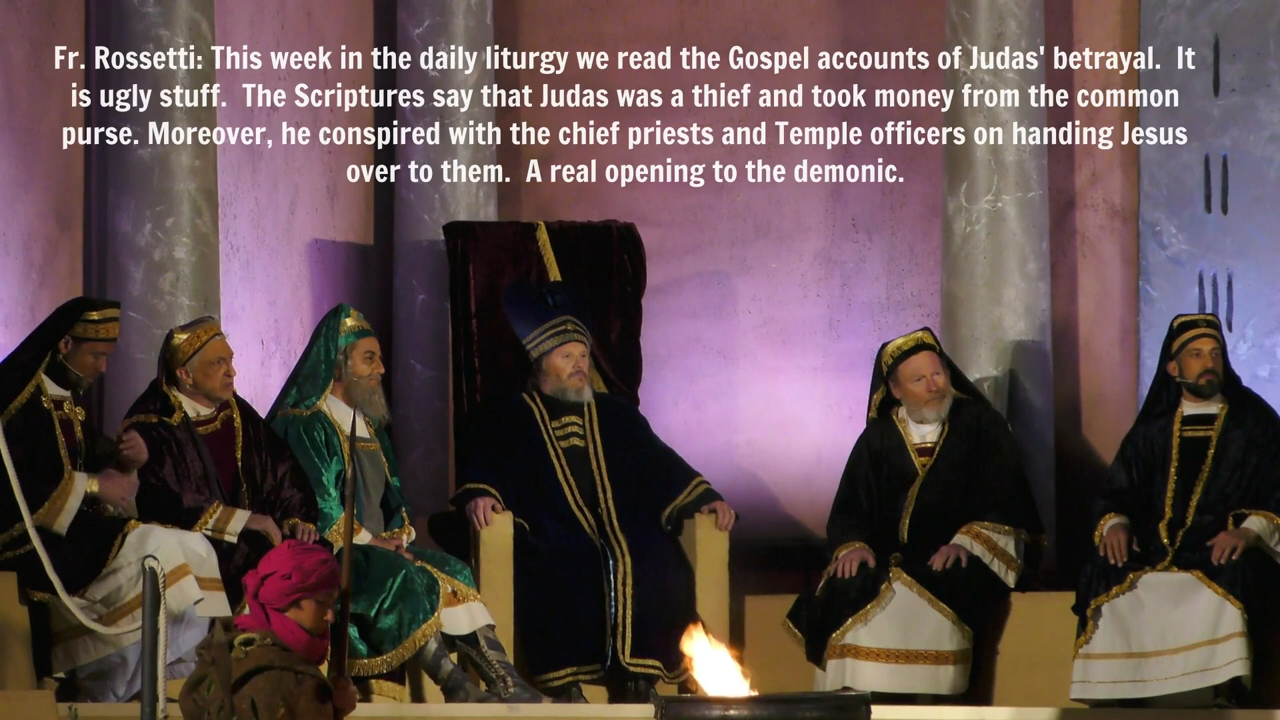 Fr. Rossetti: This week in the daily liturgy we read the Gospel accounts of Judas' betrayal.  It
is ugly stuff.  The Scriptures say that Judas was a thief and took money from the common
purse. Moreover, he conspired with the chief priests and Temple officers on handing Jesus
over to them.  A real opening to the demonic.